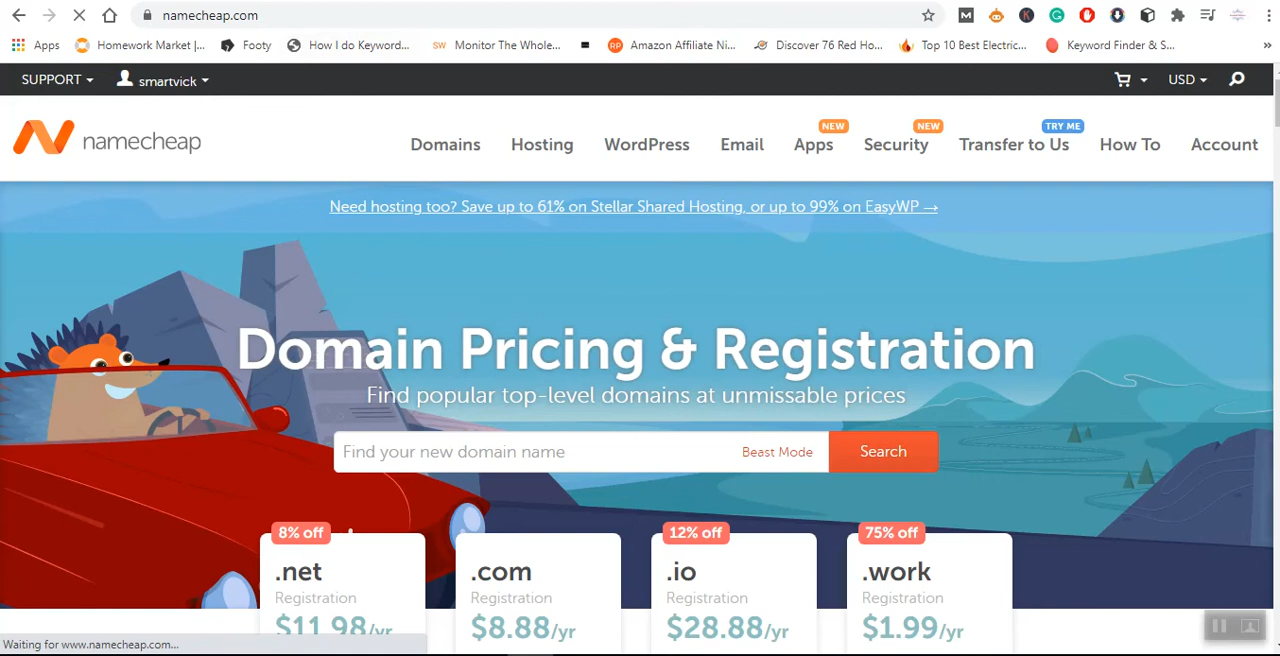 namecheap.com
Apps Homework Market |... Footy How I do Keyword... SW Monitor The Whole... RP Amazon Affiliate Ni... Discover 76 Red Ho... Top 10 Best Electric... Keyword Finder & S... »
SUPPORT smartvick USD
NEW NEW TRY ME
namecheap Domains Hosting WordPress Email Apps Security Transfer to Us How To Account
Need hosting too? Save up to 61% on Stellar Shared Hosting, or up to 99% on EasyWP →
Domain Pricing & Registration
Find popular top-level domains at unmissable prices
Find your new domain name Beast Mode Search
8% off 12% off 75% off
.net .com .io .work
Registration Registration Registration Registration
$11.98/yr $8.88/yr $28.88/yr $1.99/yr
Waiting for www.namecheap.com...